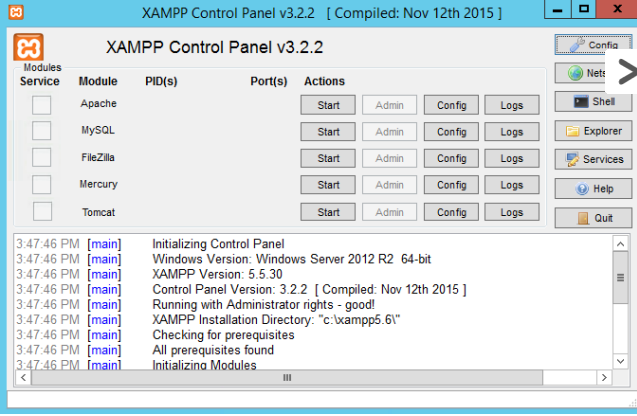 XAMPP Control Panel v3.2.2 [ Compiled: Nov 12th 2015 ]
XAMPP Control Panel v3.2.2
Config
Modules
Service Module PID(s) Port(s) Actions
Nets
Apache Start Admin Config Logs
Shell
MySQL Start Admin Config Logs
Explorer
FileZilla Start Admin Config Logs
Services
Mercury Start Admin Config Logs
Help
Tomcat Start Admin Config Logs
Quit
3:47:46 PM [main] Initializing Control Panel
3:47:46 PM [main] Windows Version: Windows Server 2012 R2 64-bit
3:47:46 PM [main] XAMPP Version: 5.5.30
3:47:46 PM [main] Control Panel Version: 3.2.2 [ Compiled: Nov 12th 2015 ]
3:47:46 PM [main] Running with Administrator rights - good!
3:47:46 PM [main] XAMPP Installation Directory: "c:\xampp5.6\"
3:47:46 PM [main] Checking for prerequisites
3:47:46 PM [main] All prerequisites found
3:47:46 PM [main] Initializing Modules